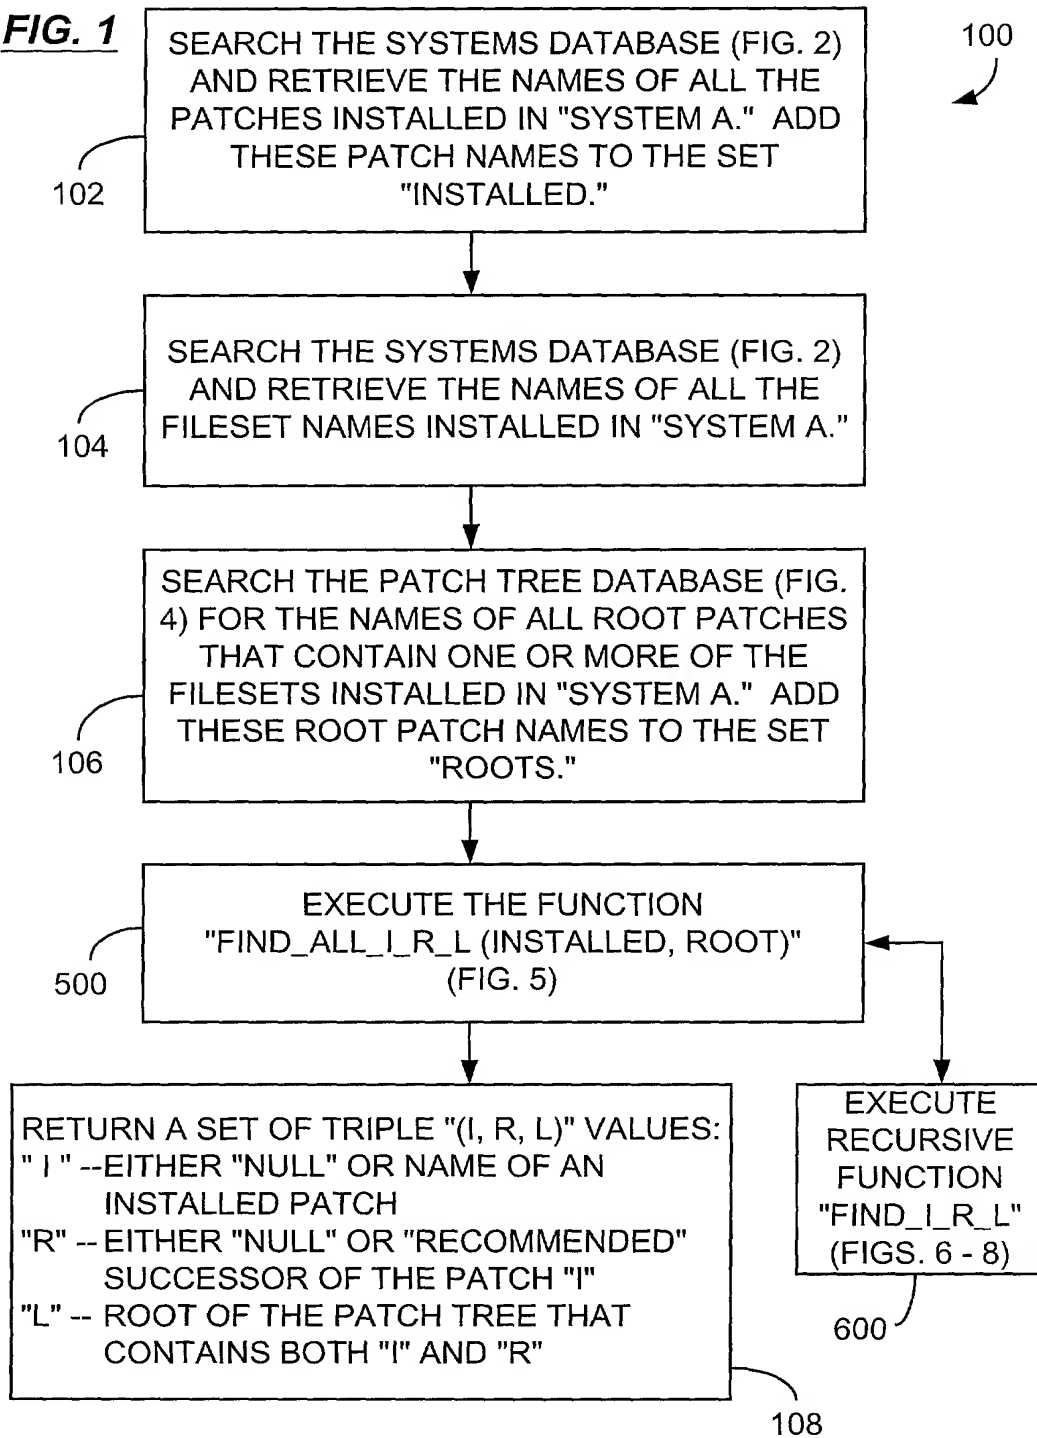 FIG. 1
100
SEARCH THE SYSTEMS DATABASE (FIG. 2)
AND RETRIEVE THE NAMES OF ALL THE
PATCHES INSTALLED IN "SYSTEM A."  ADD
THESE PATCH NAMES TO THE SET
"INSTALLED."
102
SEARCH THE SYSTEMS DATABASE (FIG. 2)
AND RETRIEVE THE NAMES OF ALL THE
FILESET NAMES INSTALLED IN "SYSTEM A."
104
SEARCH THE PATCH TREE DATABASE (FIG.
4) FOR THE NAMES OF ALL ROOT PATCHES
THAT CONTAIN ONE OR MORE OF THE
FILESETS INSTALLED IN "SYSTEM A."  ADD
THESE ROOT PATCH NAMES TO THE SET
"ROOTS."
106
EXECUTE THE FUNCTION
"FIND_ALL_I_R_L (INSTALLED, ROOT)"
(FIG. 5)
500
RETURN A SET OF TRIPLE "(I, R, L)" VALUES:
" I " --EITHER "NULL" OR NAME OF AN
INSTALLED PATCH
"R" -- EITHER "NULL" OR "RECOMMENDED"
SUCCESSOR OF THE PATCH "I"
"L" -- ROOT OF THE PATCH TREE THAT
CONTAINS BOTH "I" AND "R"
108
EXECUTE
RECURSIVE
FUNCTION
"FIND_I_R_L"
(FIGS. 6 - 8)
600